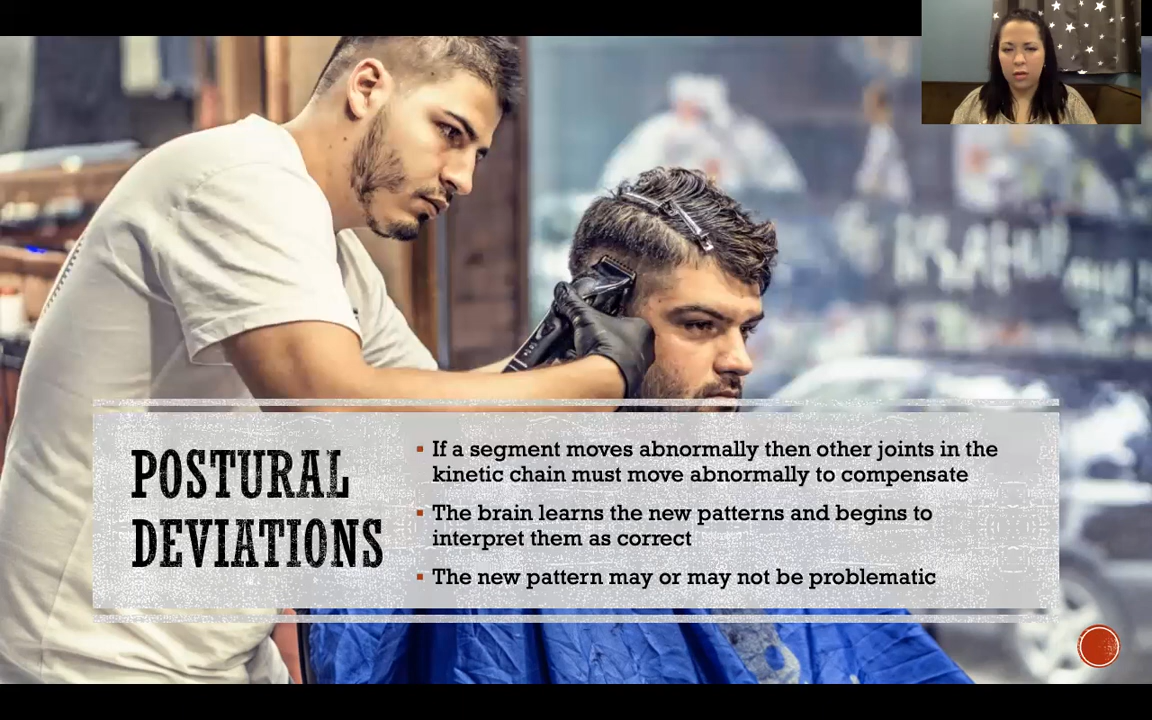 POSTURAL
DEVIATIONS
▪ If a segment moves abnormally then other joints in the
kinetic chain must move abnormally to compensate
▪ The brain learns the new patterns and begins to
interpret them as correct
▪ The new pattern may or may not be problematic